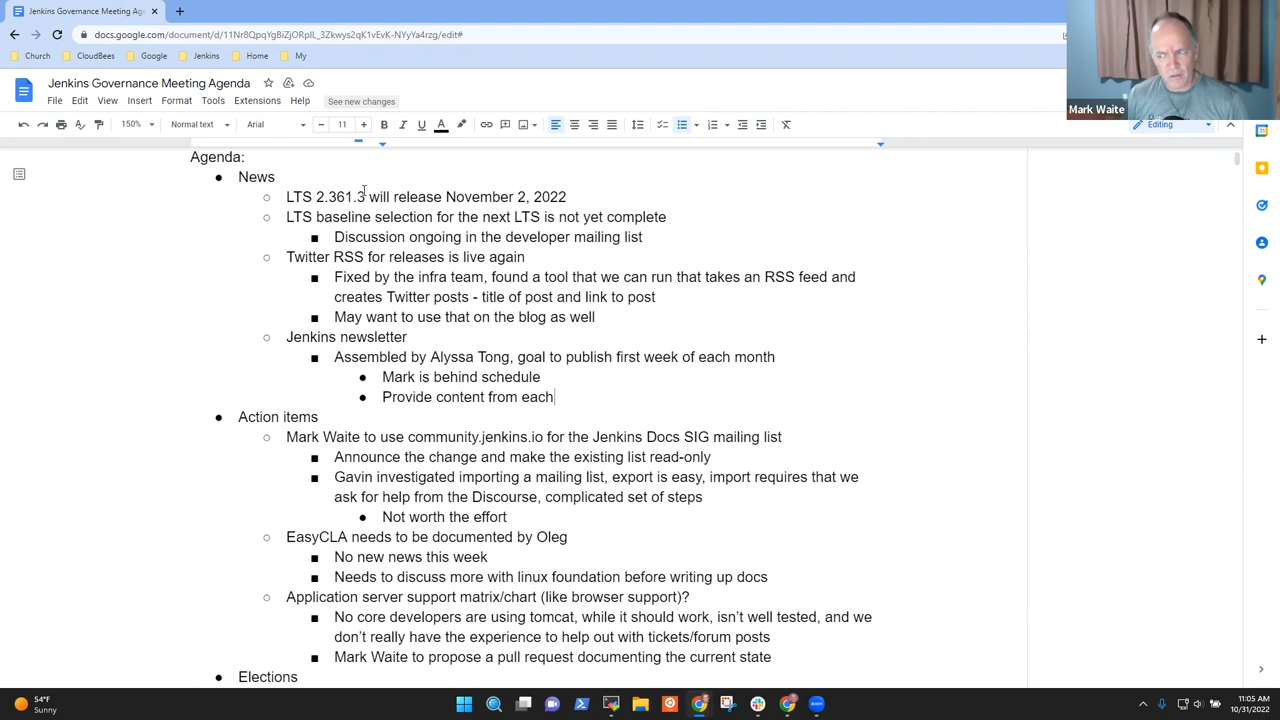 Jenkins Governance Meeting Age
docs.google.com/document/d/11Nr8QpqYgBiZjORpIL_3Zkwys2qK1vEvK-NYyYa4rzg/edit#
Church CloudBees Google Jenkins Home My
Jenkins Governance Meeting Agenda
File Edit View Insert Format Tools Extensions Help See new changes
Mark Waite
150% Normal text Arial 11 Editing
Agenda:
News
LTS 2.361.3 will release November 2, 2022
LTS baseline selection for the next LTS is not yet complete
Discussion ongoing in the developer mailing list
Twitter RSS for releases is live again
Fixed by the infra team, found a tool that we can run that takes an RSS feed and
creates Twitter posts - title of post and link to post
May want to use that on the blog as well
Jenkins newsletter
Assembled by Alyssa Tong, goal to publish first week of each month
Mark is behind schedule
Provide content from each
Action items
Mark Waite to use community.jenkins.io for the Jenkins Docs SIG mailing list
Announce the change and make the existing list read-only
Gavin investigated importing a mailing list, export is easy, import requires that we
ask for help from the Discourse, complicated set of steps
Not worth the effort
EasyCLA needs to be documented by Oleg
No new news this week
Needs to discuss more with linux foundation before writing up docs
Application server support matrix/chart (like browser support)?
No core developers are using tomcat, while it should work, isn't well tested, and we
don't really have the experience to help out with tickets/forum posts
Mark Waite to propose a pull request documenting the current state
Elections
54°F
Sunny
11:05 AM
10/31/2022